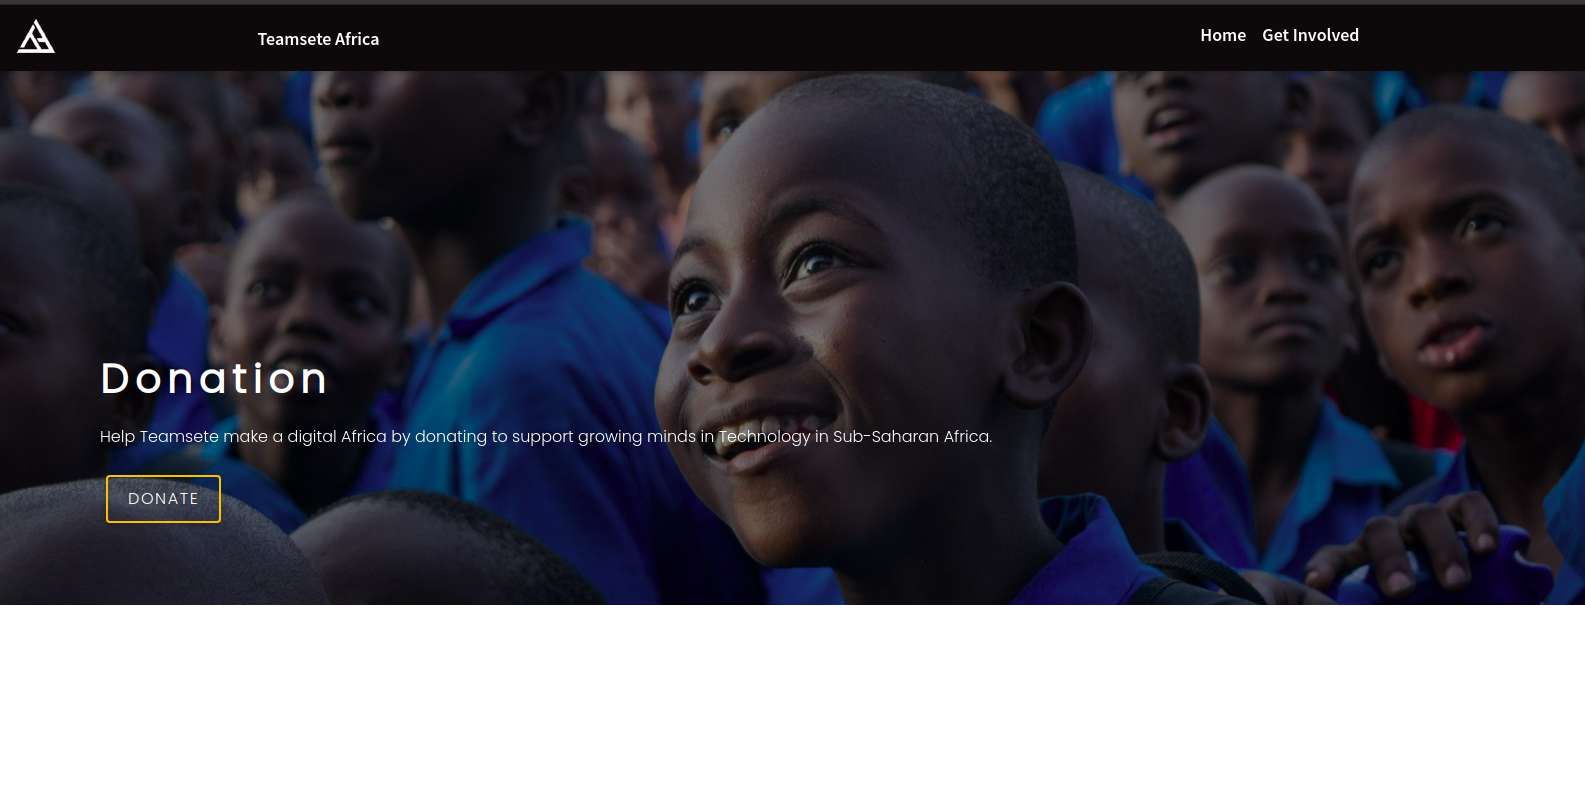 Teamsete Africa
Home Get Involved
Donation
Help Teamsete make a digital Africa by donating to support growing minds in Technology in Sub-Saharan Africa.
DONATE